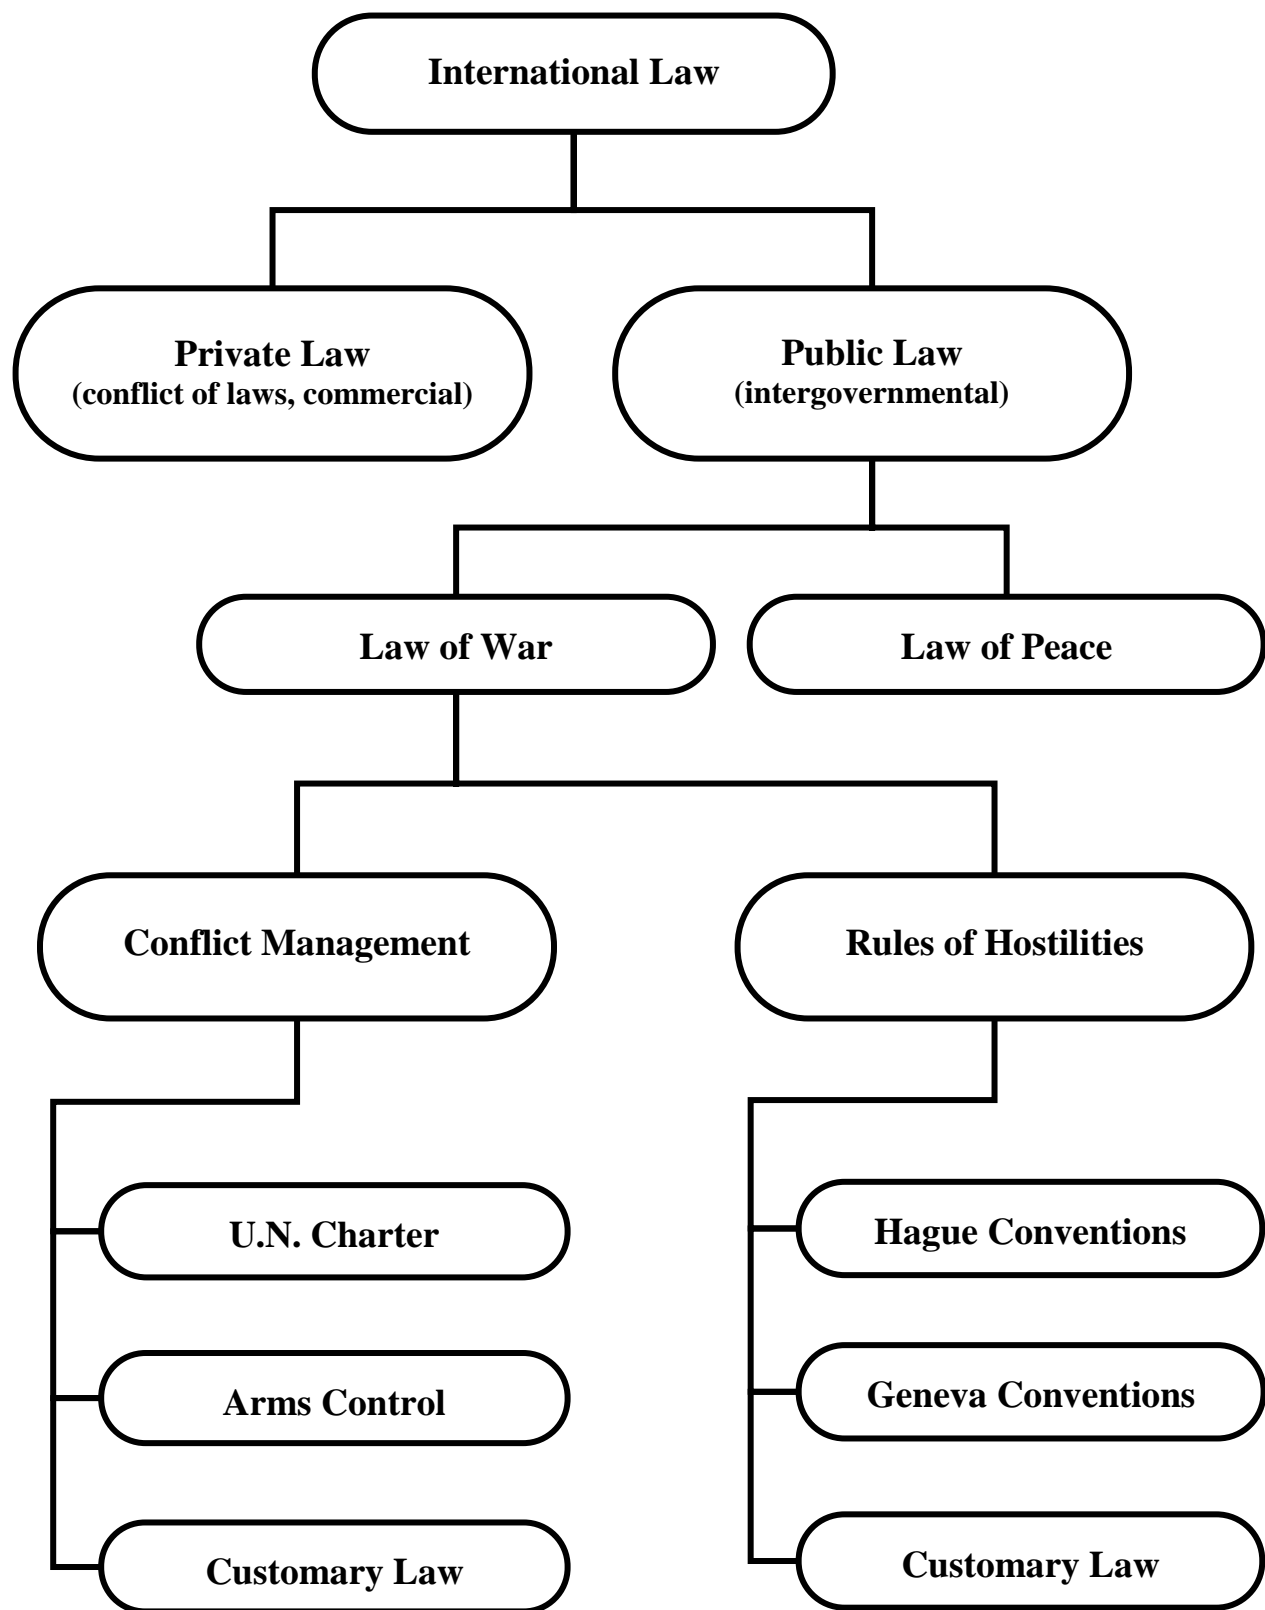 International Law
Private Law
(conflict of laws, commercial)
Public Law
(intergovernmental)
Law of War
Law of Peace
Conflict Management
Rules of Hostilities
U.N. Charter
Arms Control
Customary Law
Hague Conventions
Geneva Conventions
Customary Law